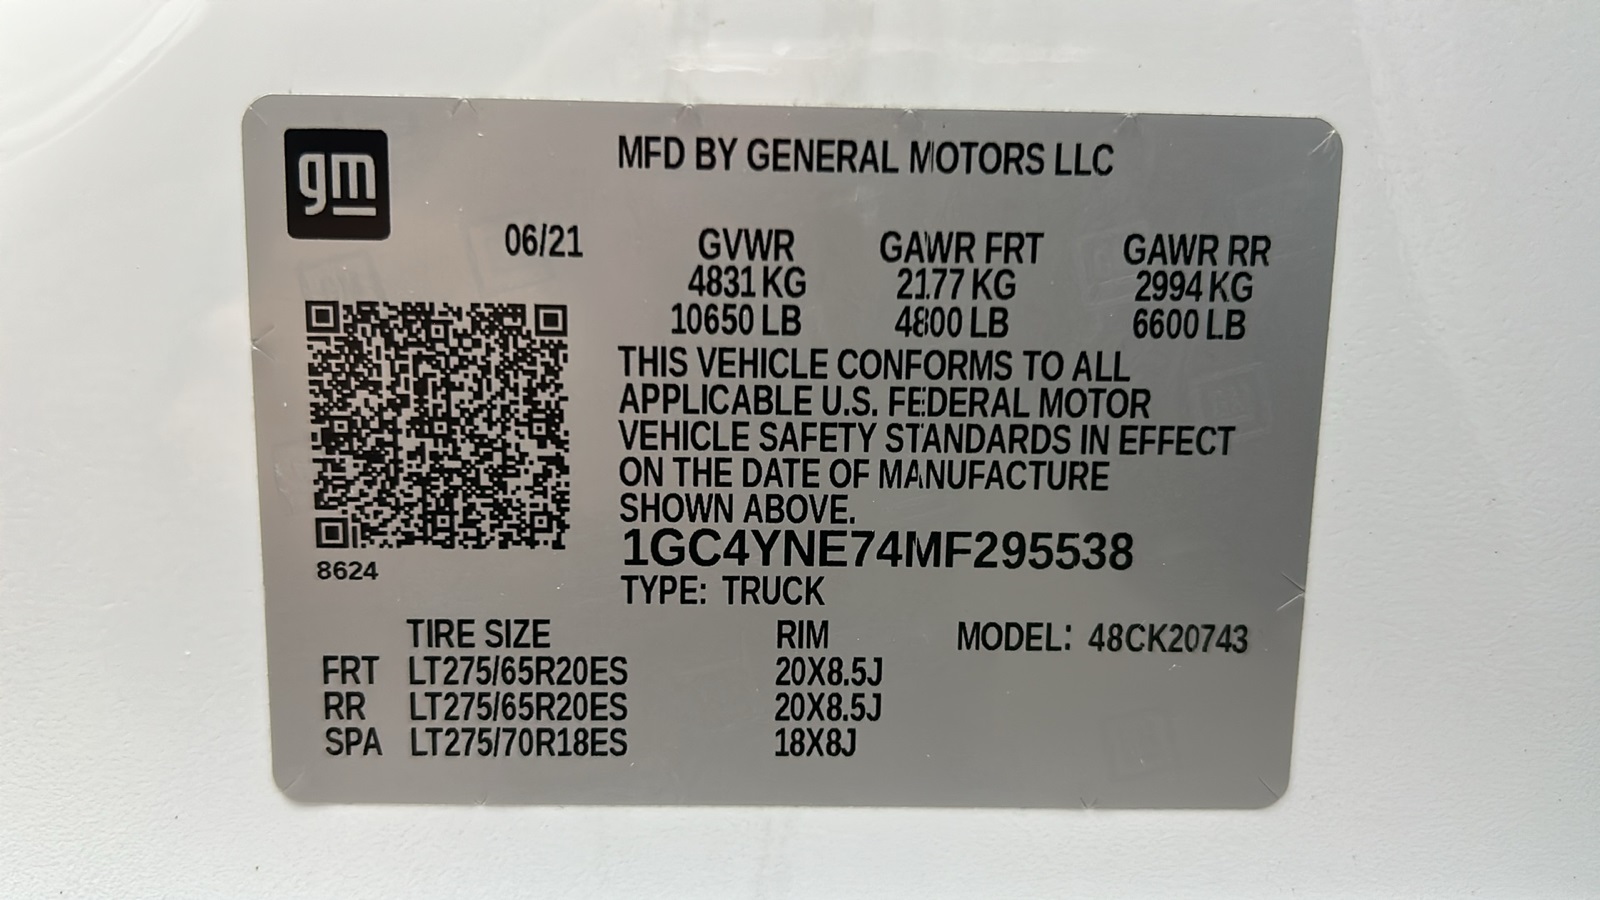 gm
MFD BY GENERAL MOTORS LLC
06/21 GVWR GAWR FRT GAWR RR
4831 KG 2177 KG 2994 KG
10650 LB 4800 LB 6600 LB
THIS VEHICLE CONFORMS TO ALL
APPLICABLE U.S. FEDERAL MOTOR
VEHICLE SAFETY STANDARDS IN EFFECT
ON THE DATE OF MANUFACTURE
SHOWN ABOVE.
1GC4YNE74MF295538
8624
TYPE: TRUCK
TIRE SIZE RIM MODEL: 48CK20743
FRT LT275/65R20ES 20X8.5J
RR LT275/65R20ES 20X8.5J
SPA LT275/70R18ES 18X8J